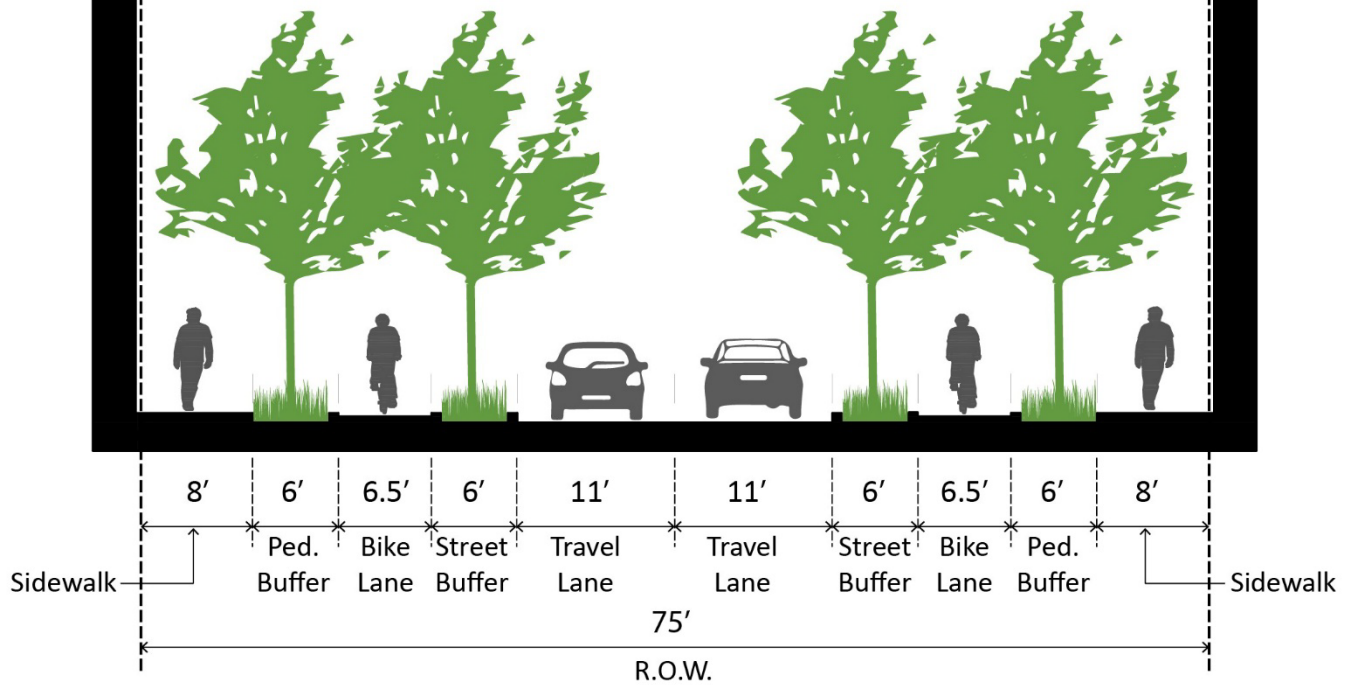 8′ 6′ 6.5′ 6′ 11′ 11′ 6′ 6.5′ 6′ 8′
Ped. Bike Street Travel Travel Street Bike Ped.
Sidewalk Buffer Lane Buffer Lane Lane Buffer Lane Buffer Sidewalk
75′
R.O.W.